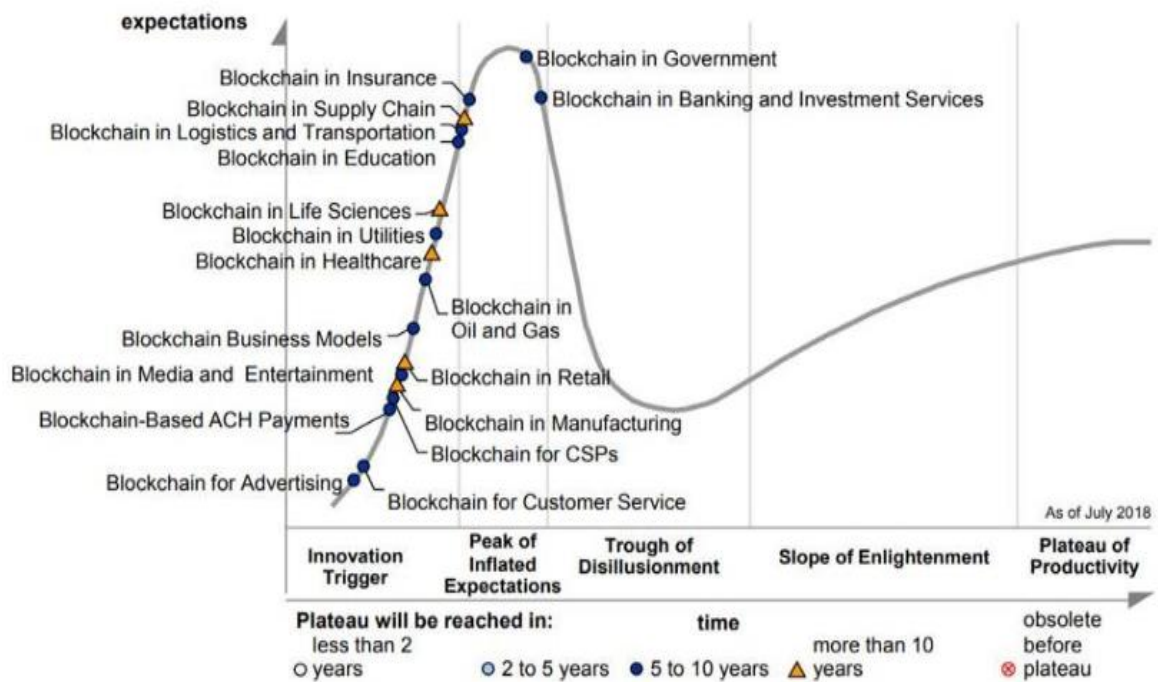 expectations
Blockchain in Government
Blockchain in Insurance
Blockchain in Banking and Investment Services
Blockchain in Supply Chain
Blockchain in Logistics and Transportation
Blockchain in Education
Blockchain in Life Sciences
Blockchain in Utilities
Blockchain in Healthcare
Blockchain in
Oil and Gas
Blockchain Business Models
Blockchain in Media and Entertainment
Blockchain in Retail
Blockchain-Based ACH Payments
Blockchain in Manufacturing
Blockchain for CSPs
Blockchain for Advertising
Blockchain for Customer Service
As of July 2018
Innovation
Trigger
Peak of
Inflated
Expectations
Trough of
Disillusionment
Slope of Enlightenment
Plateau of
Productivity
time
Plateau will be reached in:
less than 2
years
2 to 5 years
5 to 10 years
more than 10
years
obsolete
before
plateau